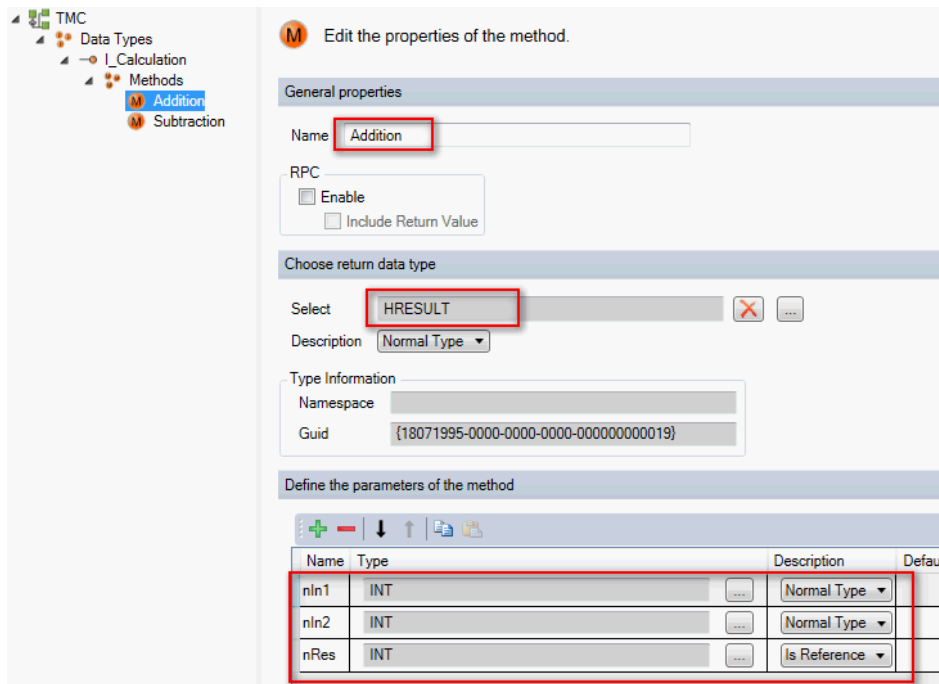 TMC
Data Types
I_Calculation
Methods
Addition
Subtraction
M Edit the properties of the method.
General properties
Name Addition
RPC
Enable
Include Return Value
Choose return data type
Select HRESULT ...
Description Normal Type
Type Information
Namespace
Guid {18071995-0000-0000-0000-000000000019}
Define the parameters of the method
Name Type Description Defau
nIn1 INT ... Normal Type
nIn2 INT ... Normal Type
nRes INT ... Is Reference